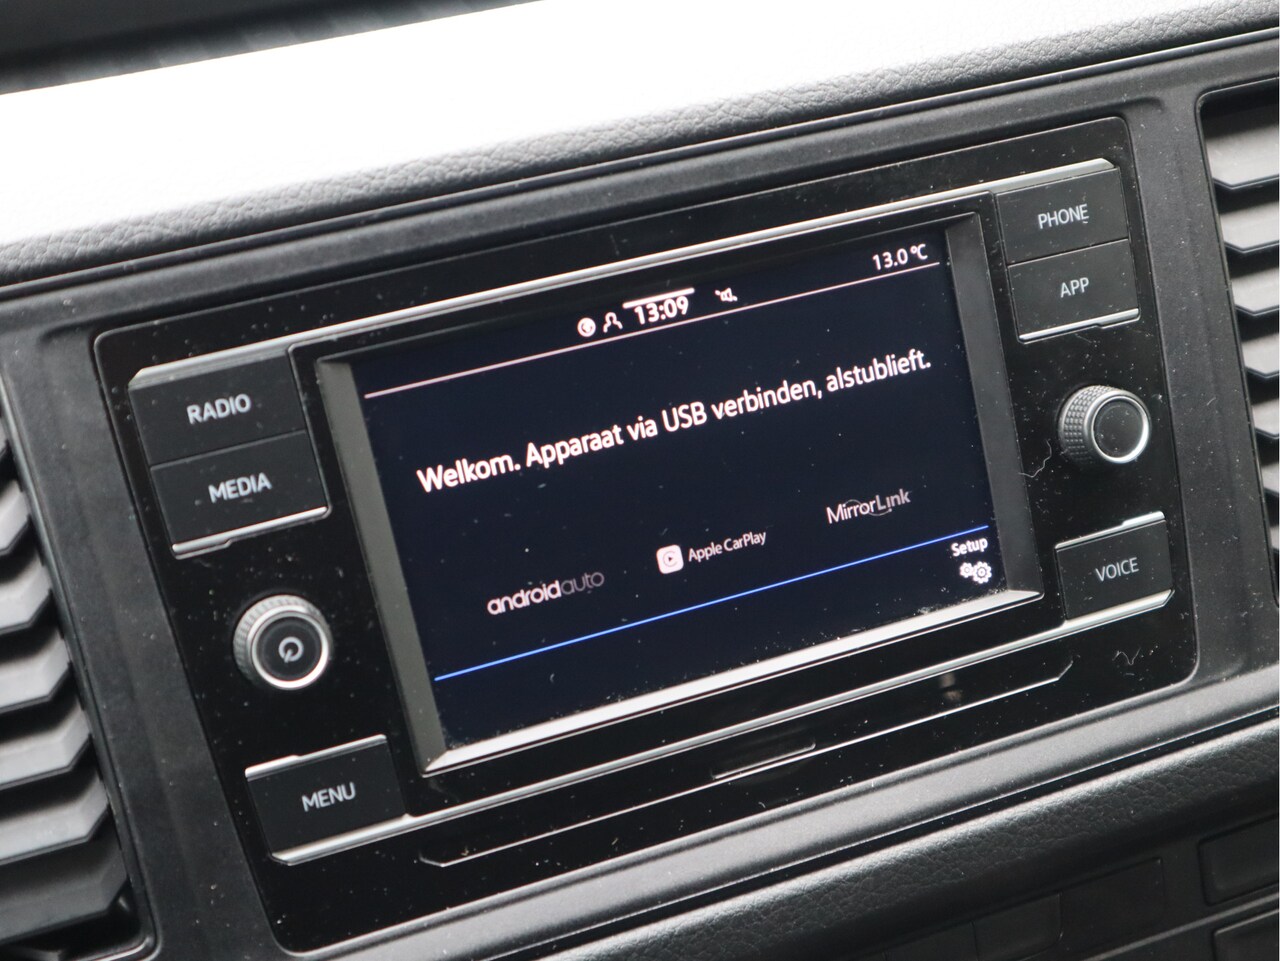 PHONE
APP
13.0 °C
13:09
RADIO
MEDIA
Welkom. Apparaat via USB verbinden, alstublieft.
androidauto
Apple CarPlay
MirrorLink
Setup
VOICE
MENU